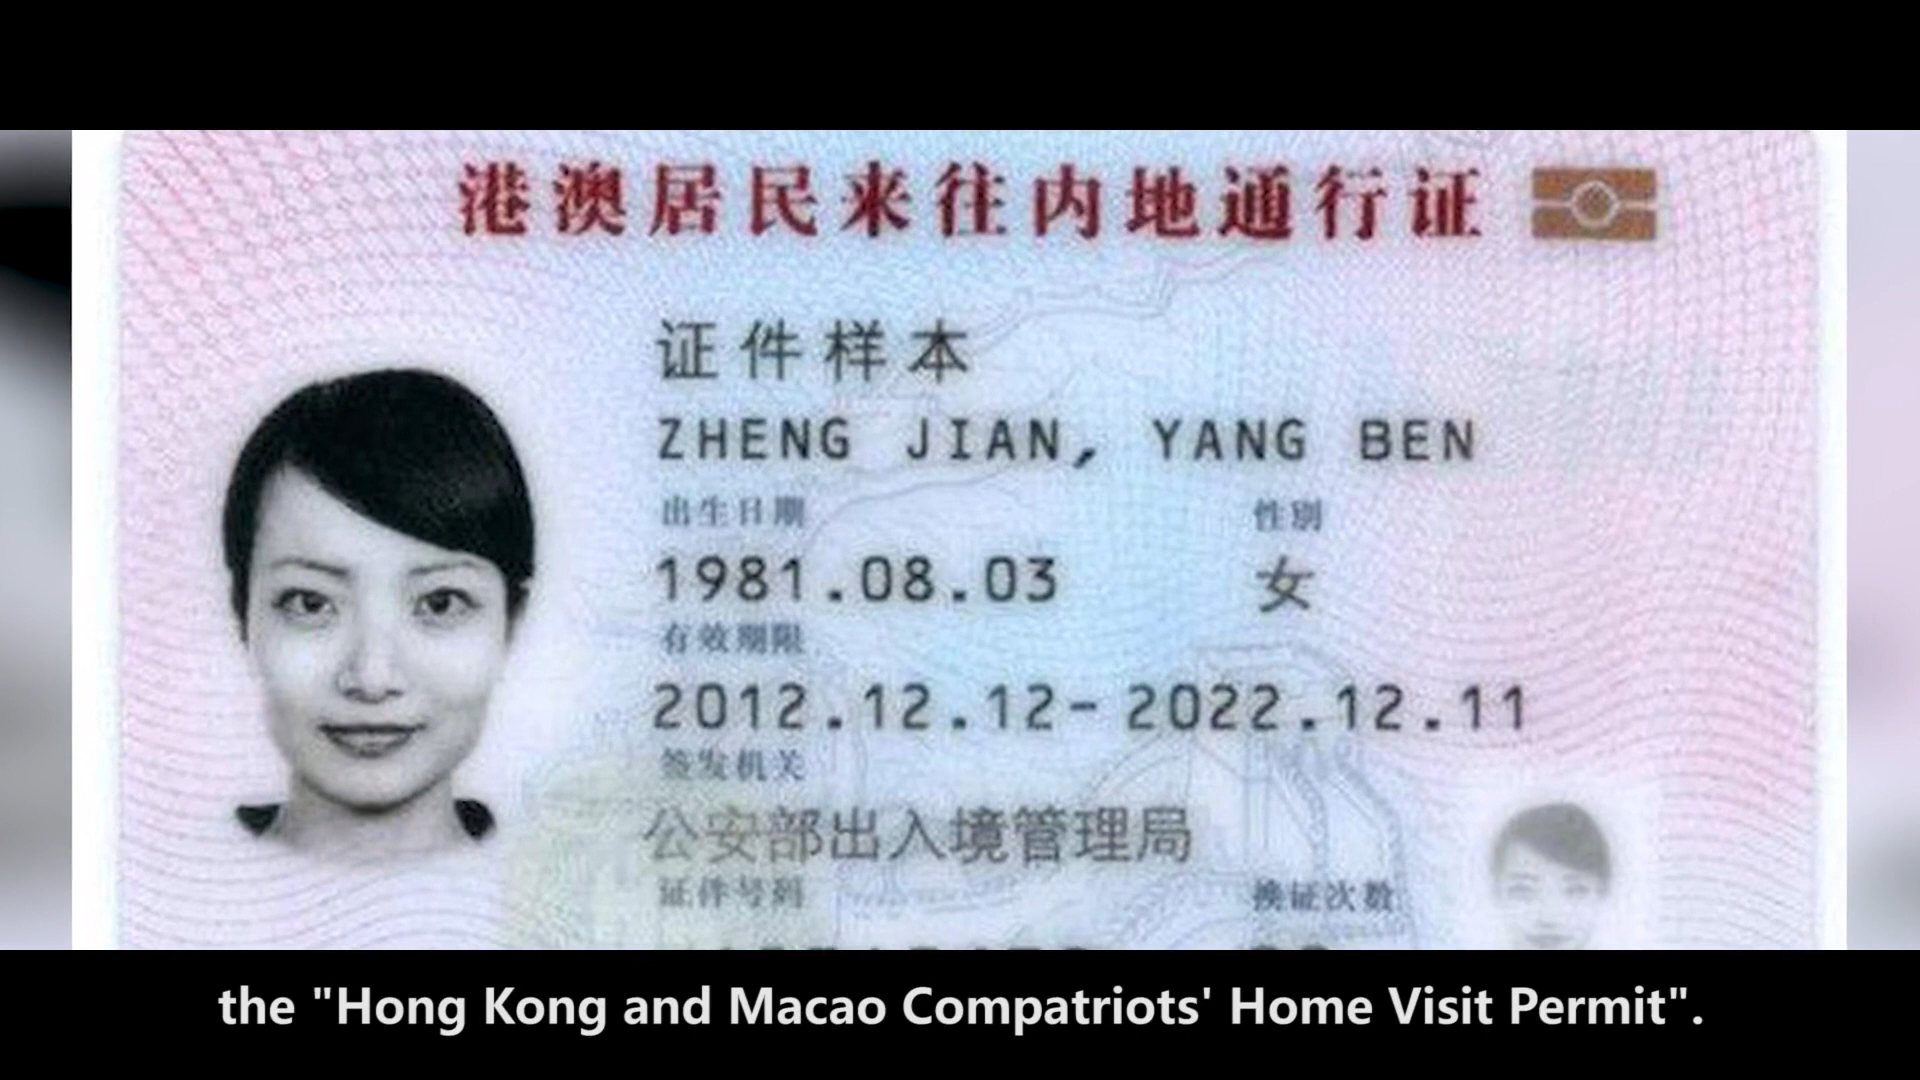 港澳居民来往内地通行证
证件样本
ZHENG JIAN, YANG BEN
出生日期 性别
1981.08.03 女
有效期限
2012.12.12-2022.12.11
签发机关
公安部出入境管理局
证件号码 换证次数
the "Hong Kong and Macao Compatriots' Home Visit Permit".